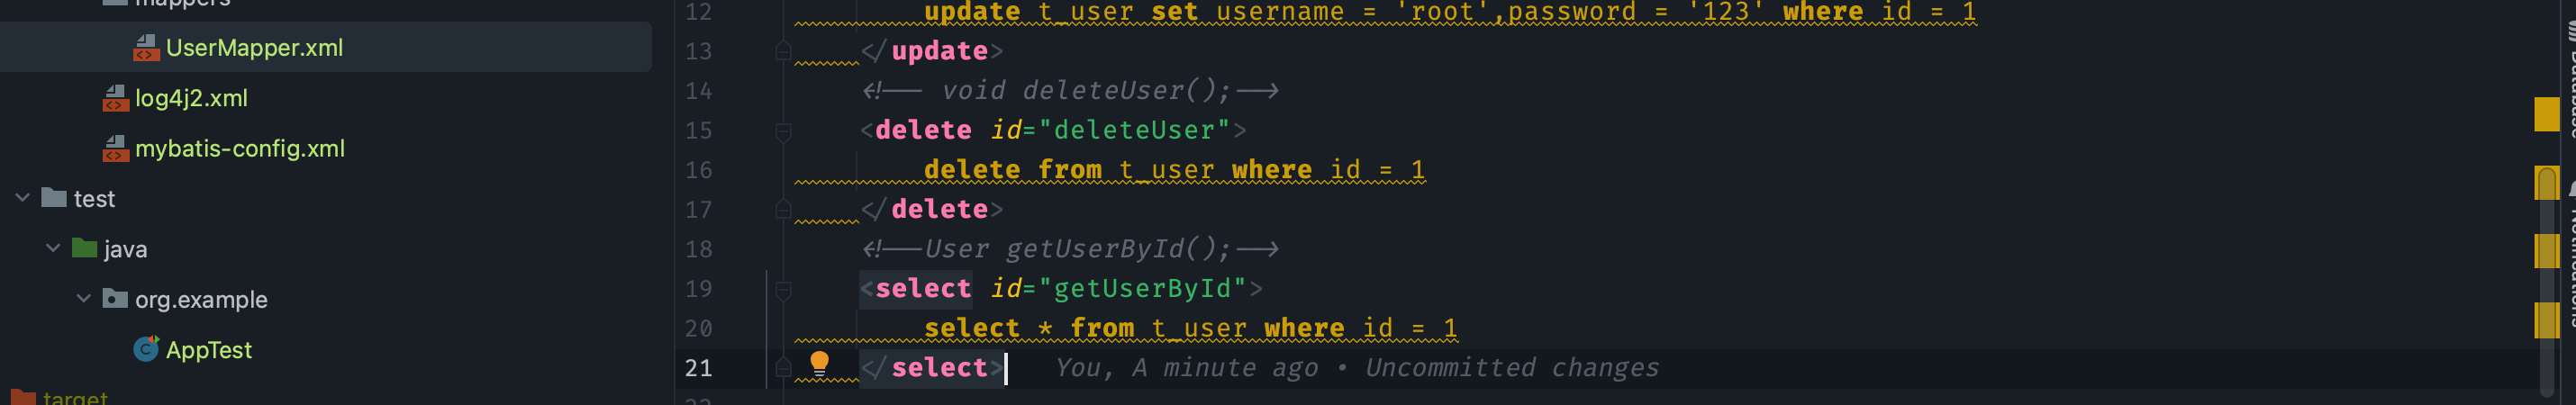 mappers
UserMapper.xml
log4j2.xml
mybatis-config.xml
test
java
org.example
AppTest
target
12 update t_user set username = 'root',password = '123' where id = 1
13 </update>
14 <!-- void deleteUser();-->
15 <delete id="deleteUser">
16 delete from t_user where id = 1
17 </delete>
18 <!--User getUserById();-->
19 <select id="getUserById">
20 select * from t_user where id = 1
21 </select> You, A minute ago • Uncommitted changes
22
Database
Notifications